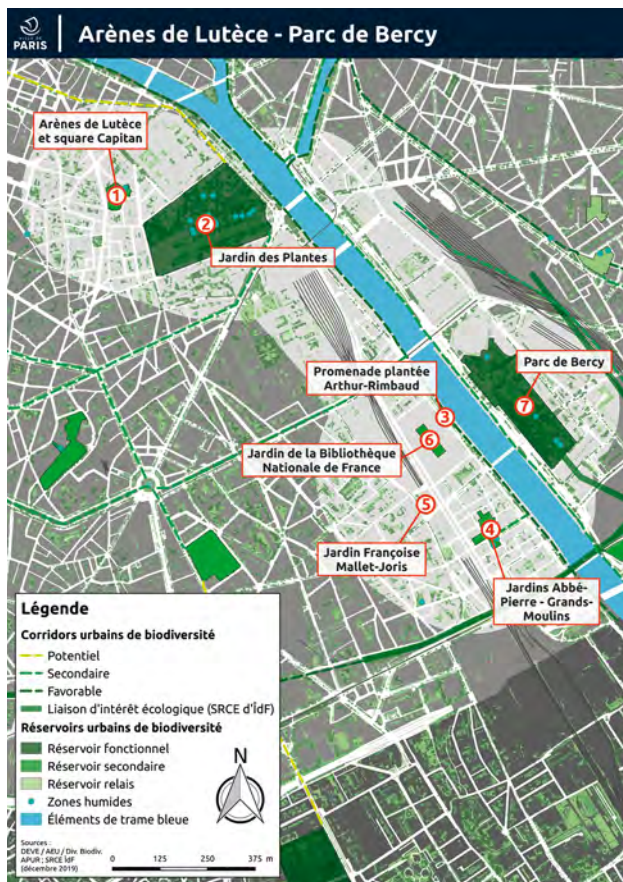 VILLE DE
PARIS
Arènes de Lutèce - Parc de Bercy
Arènes de Lutèce
et square Capitan
1
2
Jardin des Plantes
Promenade plantée
Arthur-Rimbaud
Parc de Bercy
3
7
Jardin de la Bibliothèque
Nationale de France
6
5
4
Jardin Françoise
Mallet-Joris
Jardins Abbé-
Pierre - Grands-
Moulins
Légende
Corridors urbains de biodiversité
Potentiel
Secondaire
Favorable
Liaison d'intérêt écologique (SRCE d'ÎdF)
Réservoirs urbains de biodiversité
Réservoir fonctionnel
Réservoir secondaire
Réservoir relais
Zones humides
Éléments de trame bleue
N
Sources :
DEVE / AEU / Div. Biodiv.
APUR ; SRCE ÎdF
(décembre 2019)
0 125 250 375 m